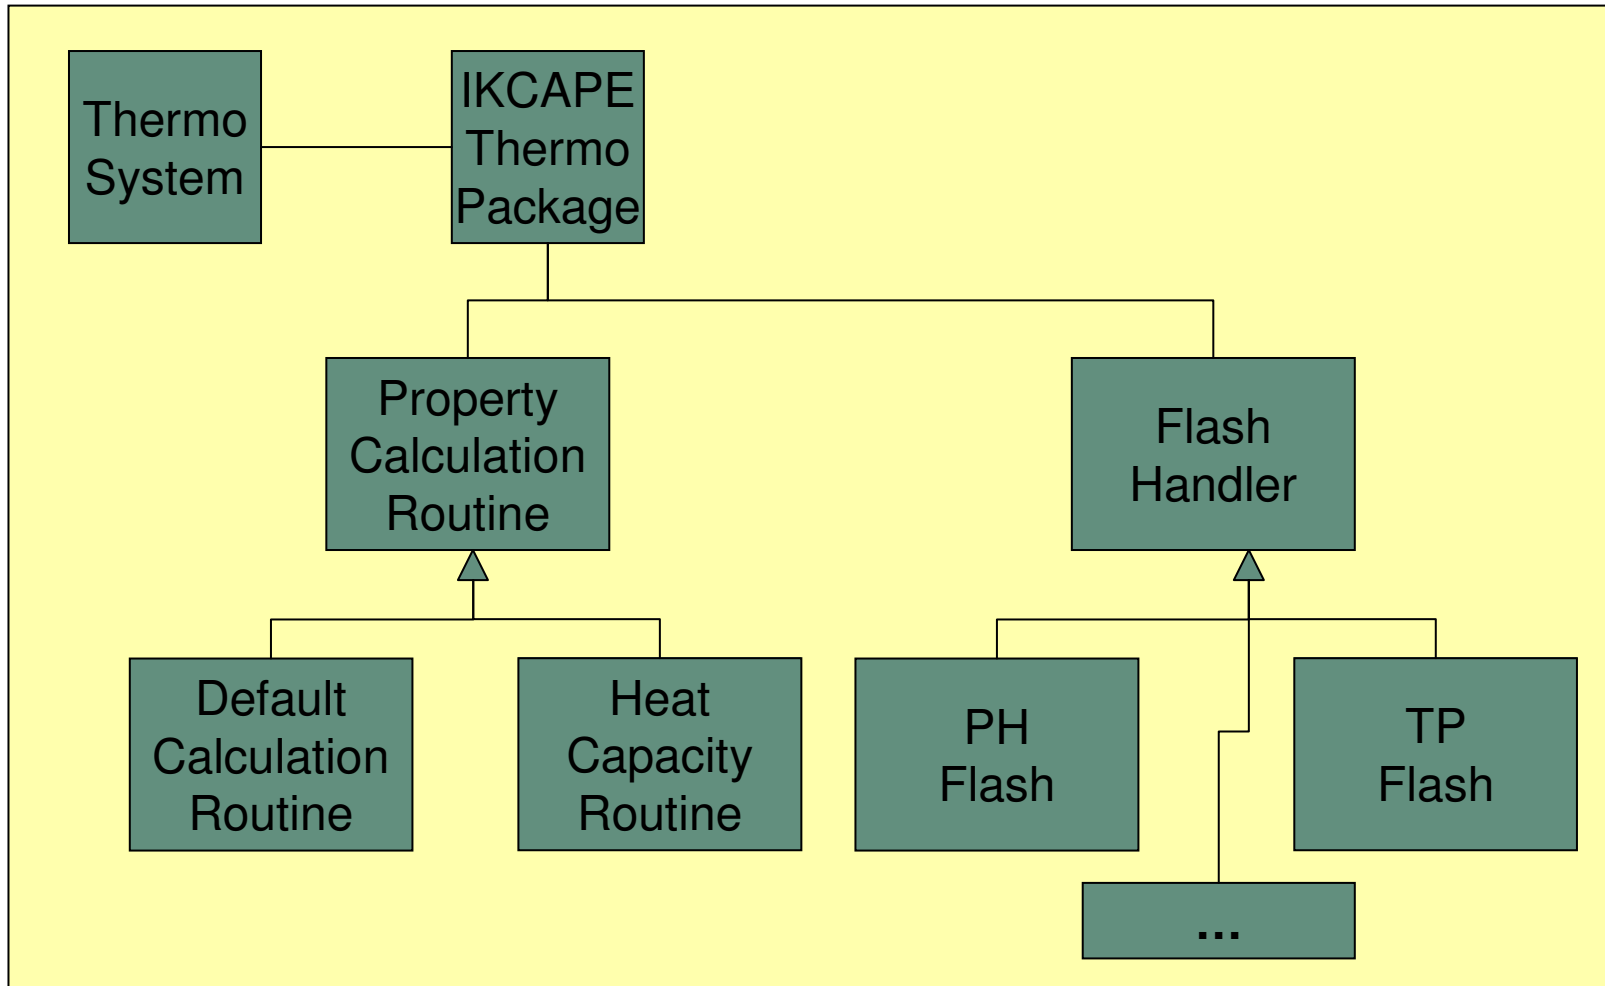 Thermo
System
IKCAPE
Thermo
Package
Property
Calculation
Routine
Flash
Handler
Default
Calculation
Routine
Heat
Capacity
Routine
PH
Flash
TP
Flash
...